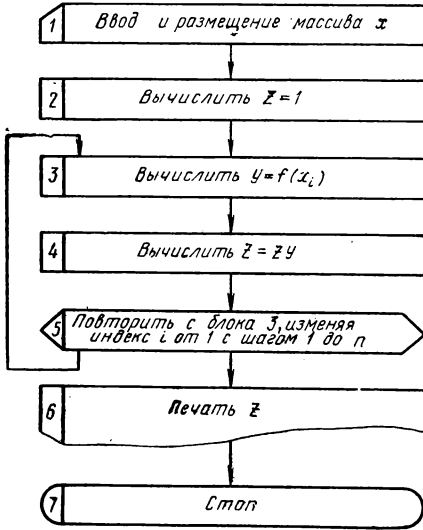 1 Ввод и размещение массива x
2 Вычислить Z=1
3 Вычислить y=f(xᵢ)
4 Вычислить Z=Zy
5 Повторить с блока 3, изменяя
индекс i от 1 с шагом 1 до n
6 Печать Z
7 Стоп